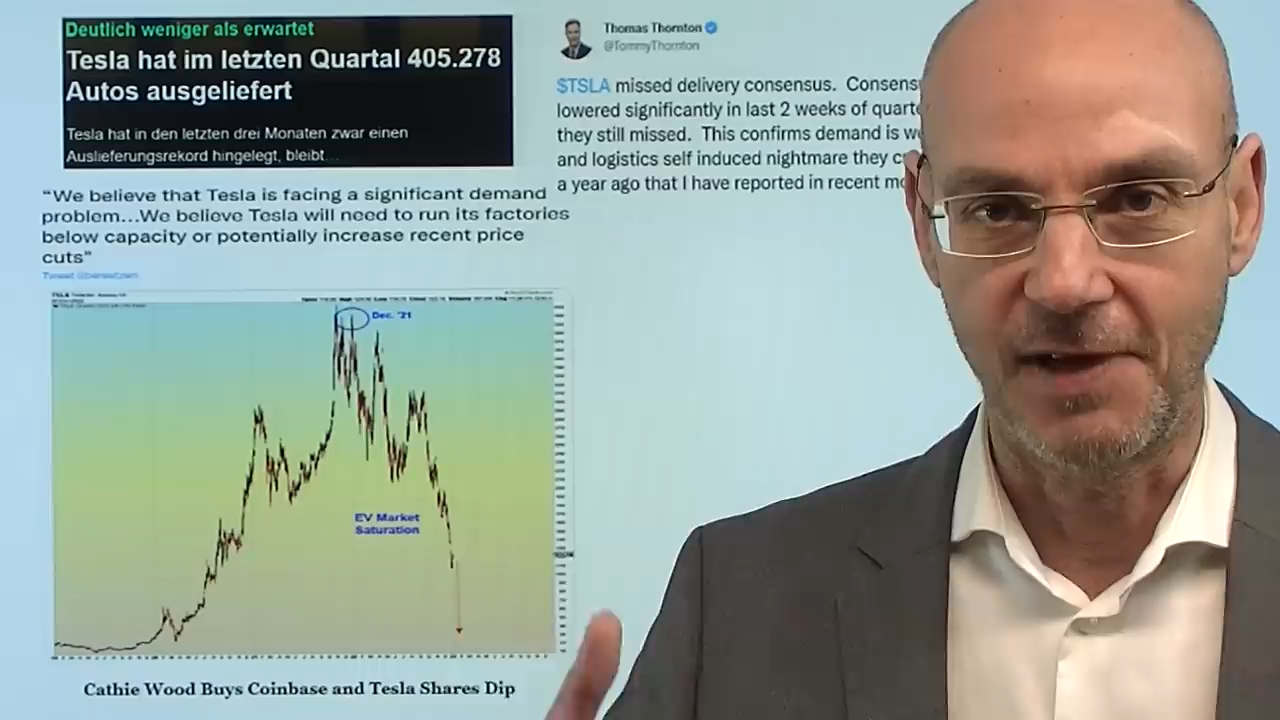 Deutlich weniger als erwartet
Tesla hat im letzten Quartal 405.278
Autos ausgeliefert
Tesla hat in den letzten drei Monaten zwar einen
Auslieferungsrekord hingelegt, bleibt...
Thomas Thornton
@TommyThornton
$TSLA missed delivery consensus. Consens
lowered significantly in last 2 weeks of quart
they still missed. This confirms demand is w
and logistics self induced nightmare they c
a year ago that I have reported in recent m
“We believe that Tesla is facing a significant demand
problem...We believe Tesla will need to run its factories
below capacity or potentially increase recent price
cuts”
Tweet übersetzen
TSLA
Dec. '21
EV Market
Saturation
Cathie Wood Buys Coinbase and Tesla Shares Dip